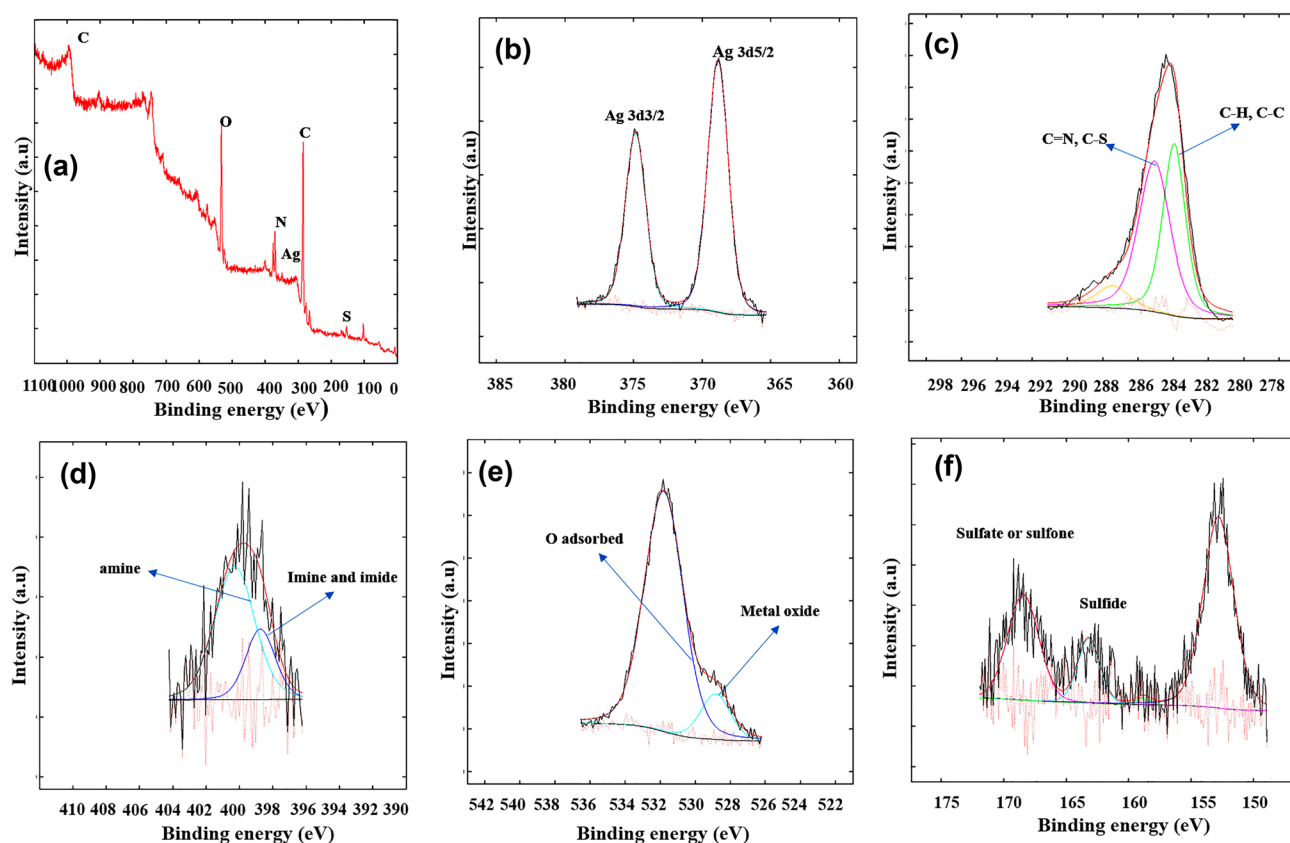 (a)
C
O
C
N
Ag
S
Intensity (a.u)
1100 1000 900 800 700 600 500 400 300 200 100 0
Binding energy (eV)
(b)
Ag 3d5/2
Ag 3d3/2
Intensity (a.u)
385 380 375 370 365 360
Binding energy (eV)
(c)
C-H, C-C
C=N, C-S
Intensity (a.u)
298 296 294 292 290 288 286 284 282 280 278 276
Binding energy (eV)
(d)
amine
Imine and imide
Intensity (a.u)
410 408 406 404 402 400 398 396 394 392 390
Binding energy (eV)
(e)
O adsorbed
Metal oxide
Intensity (a.u)
542 540 538 536 534 532 530 528 526 524 522
Binding energy (eV)
(f)
Sulfate or sulfone
Sulfide
Intensity (a.u)
175 170 165 160 155 150
Binding energy (eV)